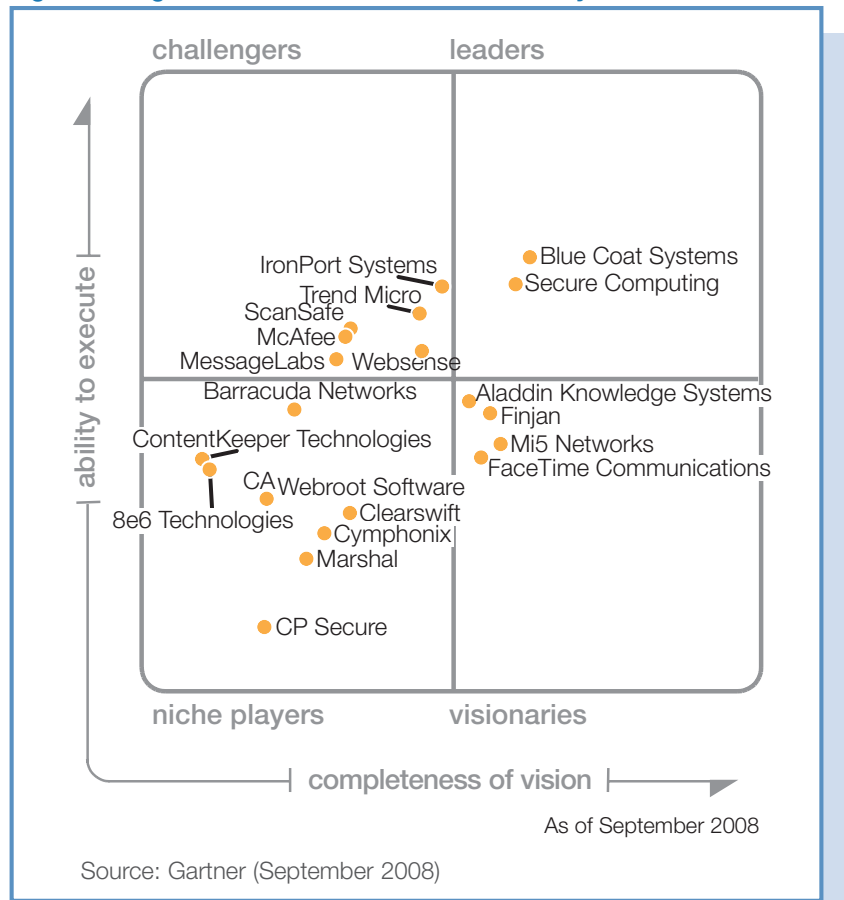 challengers
leaders
ability to execute
IronPort Systems
Trend Micro
ScanSafe
McAfee
MessageLabs
Websense
Blue Coat Systems
Secure Computing
Barracuda Networks
ContentKeeper Technologies
CA
Webroot Software
8e6 Technologies
Clearswift
Cymphonix
Marshal
CP Secure
Aladdin Knowledge Systems
Finjan
Mi5 Networks
FaceTime Communications
niche players
visionaries
completeness of vision
As of September 2008
Source: Gartner (September 2008)